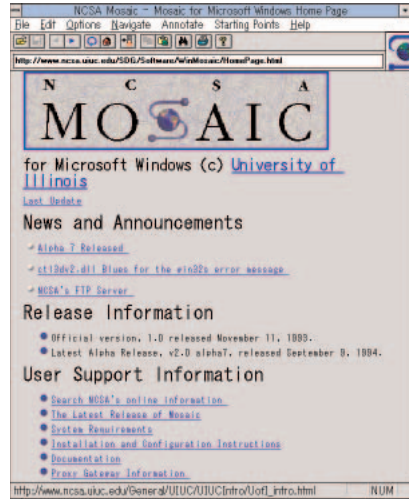 NCSA Mosaic - Mosaic for Microsoft Windows Home Page
File Edit Options Navigate Annotate Starting Points Help
http://www.ncsa.uiuc.edu/SDG/Software/WinMosaic/HomePage.html
N C S A
MOSAIC
for Microsoft Windows (c) University of
Illinois
Last Update
News and Announcements
Alpha 7 Released
ctl3dv2.dll Blues for the win32s error message
NCSA's FTP Server
Release Information
Official version, 1.0 released November 11, 1993.
Latest Alpha Release, v2.0 alpha7, released September 9, 1994.
User Support Information
Search NCSA's online information
The Latest Release of Mosaic
System Requirements
Installation and Configuration Instructions
Documentation
Proxy Gateway Information
http://www.ncsa.uiuc.edu/General/UIUC/UIUCIntro/UofI_intro.html NUM